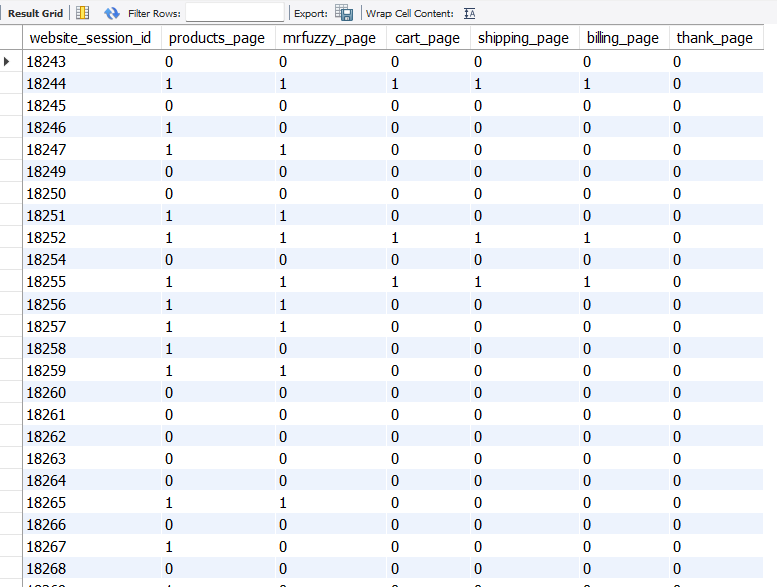 Result Grid Filter Rows: Export: Wrap Cell Content:
website_session_id products_page mrfuzzy_page cart_page shipping_page billing_page thank_page
18243 0 0 0 0 0 0
18244 1 1 1 1 1 0
18245 0 0 0 0 0 0
18246 1 0 0 0 0 0
18247 1 1 0 0 0 0
18249 0 0 0 0 0 0
18250 0 0 0 0 0 0
18251 1 1 0 0 0 0
18252 1 1 1 1 1 0
18254 0 0 0 0 0 0
18255 1 1 1 1 1 0
18256 1 1 0 0 0 0
18257 1 1 0 0 0 0
18258 1 0 0 0 0 0
18259 1 1 0 0 0 0
18260 0 0 0 0 0 0
18261 0 0 0 0 0 0
18262 0 0 0 0 0 0
18263 0 0 0 0 0 0
18264 0 0 0 0 0 0
18265 1 1 0 0 0 0
18266 0 0 0 0 0 0
18267 1 0 0 0 0 0
18268 0 0 0 0 0 0